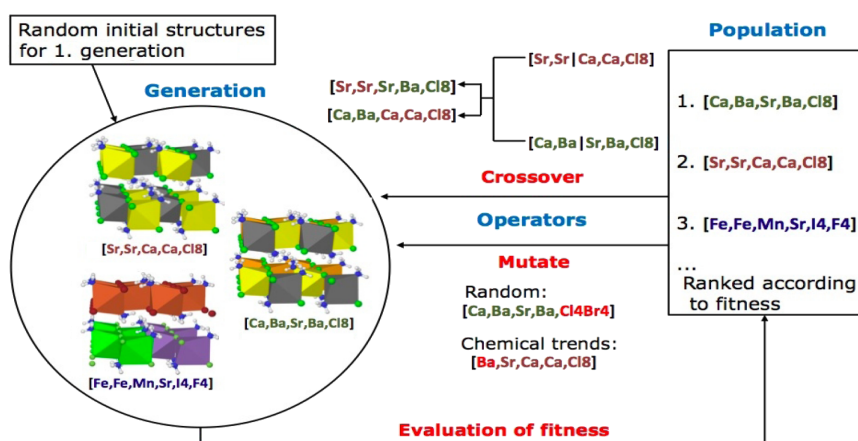 Random initial structures
for 1. generation
Generation
[Sr,Sr,Ca,Ca,Cl8]
[Ca,Ba,Sr,Ba,Cl8]
[Fe,Fe,Mn,Sr,I4,F4]
[Sr,Sr|Ca,Ca,Cl8]
[Sr,Sr,Sr,Ba,Cl8]
[Ca,Ba,Ca,Ca,Cl8]
[Ca,Ba|Sr,Ba,Cl8]
Crossover
Operators
Mutate
Random:
[Ca,Ba,Sr,Ba,Cl4Br4]
Chemical trends:
[Ba,Sr,Ca,Ca,Cl8]
Population
1. [Ca,Ba,Sr,Ba,Cl8]
2. [Sr,Sr,Ca,Ca,Cl8]
3. [Fe,Fe,Mn,Sr,I4,F4]
...
Ranked according
to fitness
Evaluation of fitness